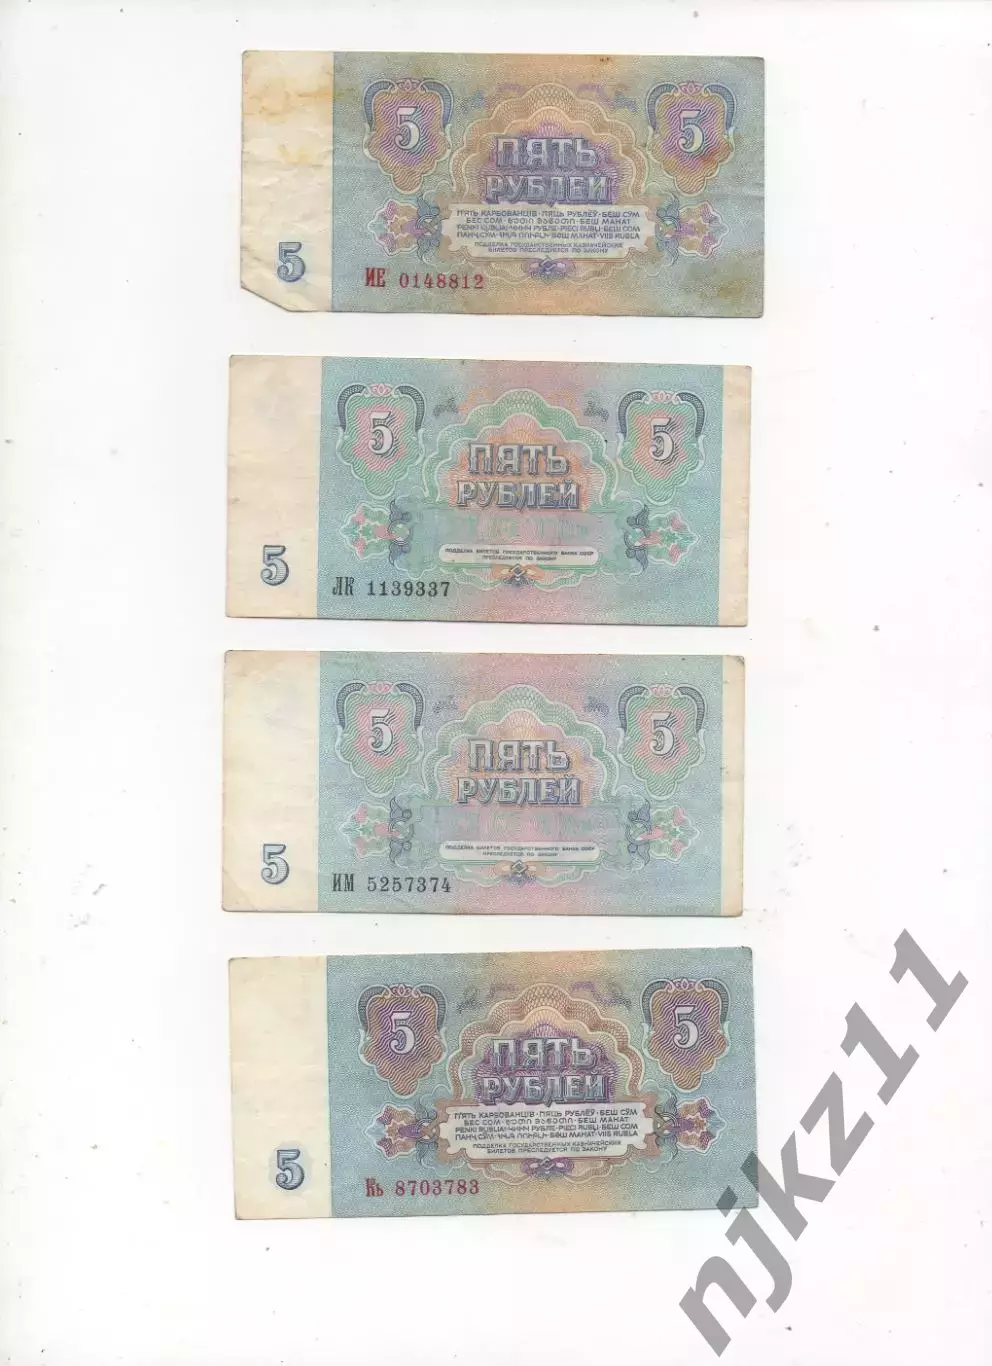 5 5
ПЯТЬ
РУБЛЕЙ
П'ЯТЬ КАРБОВАНЦІВ · ПЯЦЬ РУБЛЁЎ · БЕШ СЎМ
БЕС СОМ · ᲮᲣᲗᲘ ᲛᲐᲜᲔᲗᲘ · БЕШ МАНАТ
PENKI RUBLIAI · ЧИНЧ РУБЛЕ · PIECI RUBĻI · БЕШ СОМ
ПАНҶ СЎМ · ՀԻՆԳ ՌՈՒԲԼԻ · БӘШ МАНАТ · VIIS RUBLA
ПОДДЕЛКА ГОСУДАРСТВЕННЫХ КАЗНАЧЕЙСКИХ
БИЛЕТОВ ПРЕСЛЕДУЕТСЯ ПО ЗАКОНУ
5
ИЕ 0148812
5 5
ПЯТЬ
РУБЛЕЙ
ПОДДЕЛКА БИЛЕТОВ ГОСУДАРСТВЕННОГО БАНКА СССР
ПРЕСЛЕДУЕТСЯ ПО ЗАКОНУ
5
ЛК 1139337
5 5
ПЯТЬ
РУБЛЕЙ
ПОДДЕЛКА БИЛЕТОВ ГОСУДАРСТВЕННОГО БАНКА СССР
ПРЕСЛЕДУЕТСЯ ПО ЗАКОНУ
5
ИМ 5257374
5 5
ПЯТЬ
РУБЛЕЙ
П'ЯТЬ КАРБОВАНЦІВ · ПЯЦЬ РУБЛЁЎ · БЕШ СЎМ
БЕС СОМ · ᲮᲣᲗᲘ ᲛᲐᲜᲔᲗᲘ · БЕШ МАНАТ
PENKI RUBLIAI · ЧИНЧ РУБЛЕ · PIECI RUBĻI · БЕШ СОМ
ПАНҶ СЎМ · ՀԻՆԳ ՌՈՒԲԼԻ · БЕШ МАНАТ · VIIS RUBLA
ПОДДЕЛКА ГОСУДАРСТВЕННЫХ КАЗНАЧЕЙСКИХ
БИЛЕТОВ ПРЕСЛЕДУЕТСЯ ПО ЗАКОНУ
5
Кь 8703783
njkz11